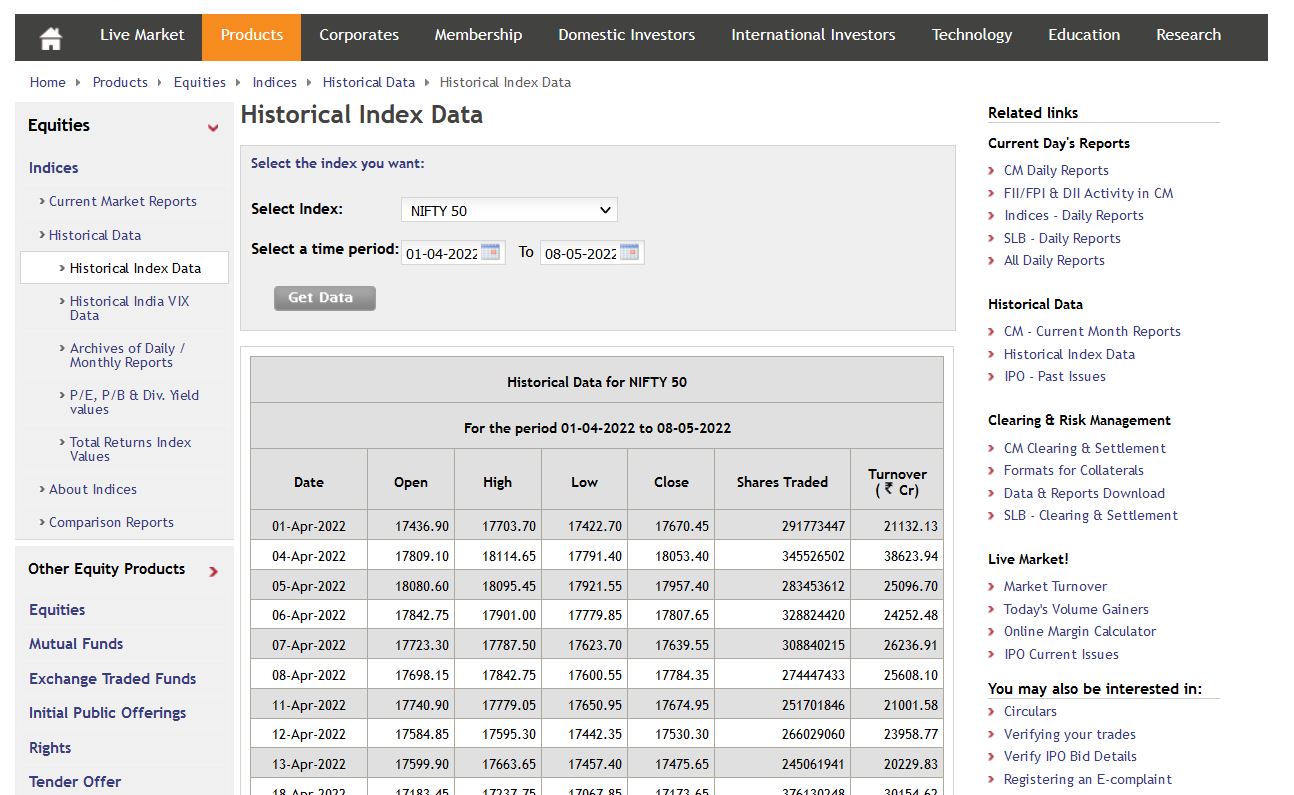 Live Market Products Corporates Membership Domestic Investors International Investors Technology Education Research
Home Products Equities Indices Historical Data Historical Index Data
Equities
Indices
Current Market Reports
Historical Data
Historical Index Data
Historical India VIX
Data
Archives of Daily /
Monthly Reports
P/E, P/B & Div. Yield
values
Total Returns Index
Values
About Indices
Comparison Reports
Other Equity Products
Equities
Mutual Funds
Exchange Traded Funds
Initial Public Offerings
Rights
Tender Offer
Historical Index Data
Select the index you want:
Select Index: NIFTY 50
Select a time period: 01-04-2022 To 08-05-2022
Get Data
Historical Data for NIFTY 50
For the period 01-04-2022 to 08-05-2022
Date Open High Low Close Shares Traded Turnover
( ₹ Cr)
01-Apr-2022 17436.90 17703.70 17422.70 17670.45 291773447 21132.13
04-Apr-2022 17809.10 18114.65 17791.40 18053.40 345526502 38623.94
05-Apr-2022 18080.60 18095.45 17921.55 17957.40 283453612 25096.70
06-Apr-2022 17842.75 17901.00 17779.85 17807.65 328824420 24252.48
07-Apr-2022 17723.30 17787.50 17623.70 17639.55 308840215 26236.91
08-Apr-2022 17698.15 17842.75 17600.55 17784.35 274447433 25608.10
11-Apr-2022 17740.90 17779.05 17650.95 17674.95 251701846 21001.58
12-Apr-2022 17584.85 17595.30 17442.35 17530.30 266029060 23958.77
13-Apr-2022 17599.90 17663.65 17457.40 17475.65 245061941 20229.83
18-Apr-2022 17183.45 17237.75 17067.85 17173.65 376130248 30154.62
Related links
Current Day's Reports
CM Daily Reports
FII/FPI & DII Activity in CM
Indices - Daily Reports
SLB - Daily Reports
All Daily Reports
Historical Data
CM - Current Month Reports
Historical Index Data
IPO - Past Issues
Clearing & Risk Management
CM Clearing & Settlement
Formats for Collaterals
Data & Reports Download
SLB - Clearing & Settlement
Live Market!
Market Turnover
Today's Volume Gainers
Online Margin Calculator
IPO Current Issues
You may also be interested in:
Circulars
Verifying your trades
Verify IPO Bid Details
Registering an E-complaint